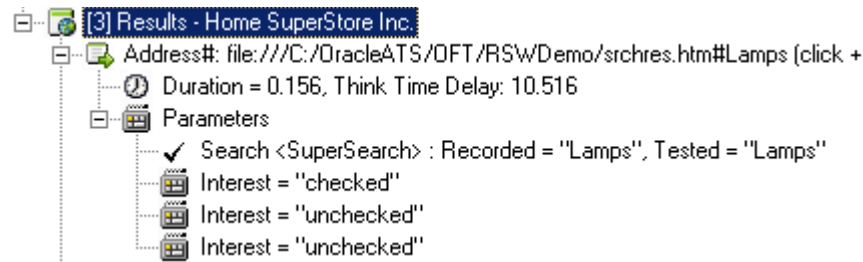 [3] Results - Home SuperStore Inc.
Address#: file:///C:/OracleATS/OFT/RSWDemo/srchres.htm#Lamps (click +
Duration = 0.156, Think Time Delay: 10.516
Parameters
Search <SuperSearch> : Recorded = "Lamps", Tested = "Lamps"
Interest = "checked"
Interest = "unchecked"
Interest = "unchecked"